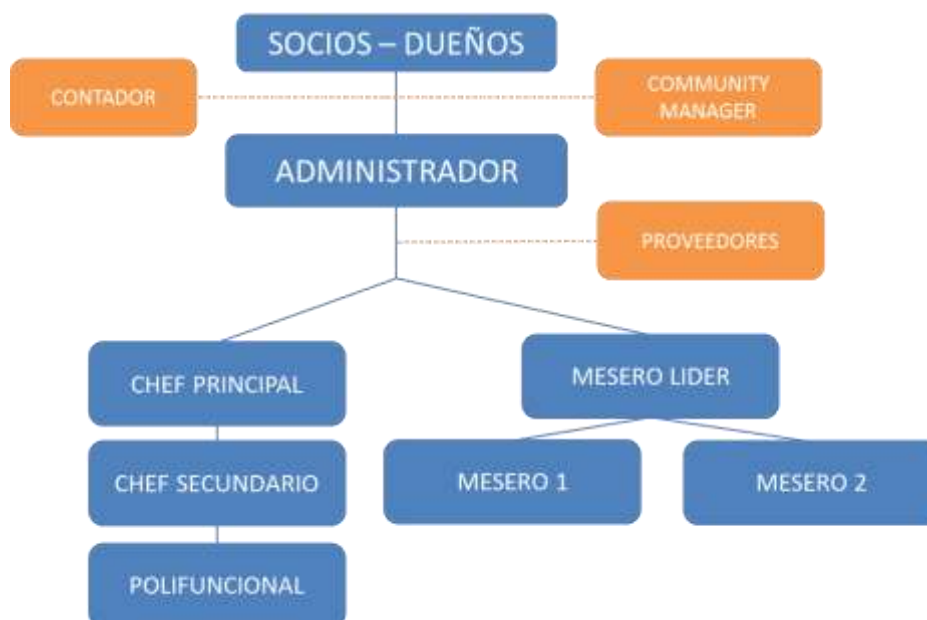 SOCIOS – DUEÑOS
CONTADOR
COMMUNITY
MANAGER
ADMINISTRADOR
PROVEEDORES
CHEF PRINCIPAL
MESERO LIDER
CHEF SECUNDARIO
MESERO 1
MESERO 2
POLIFUNCIONAL